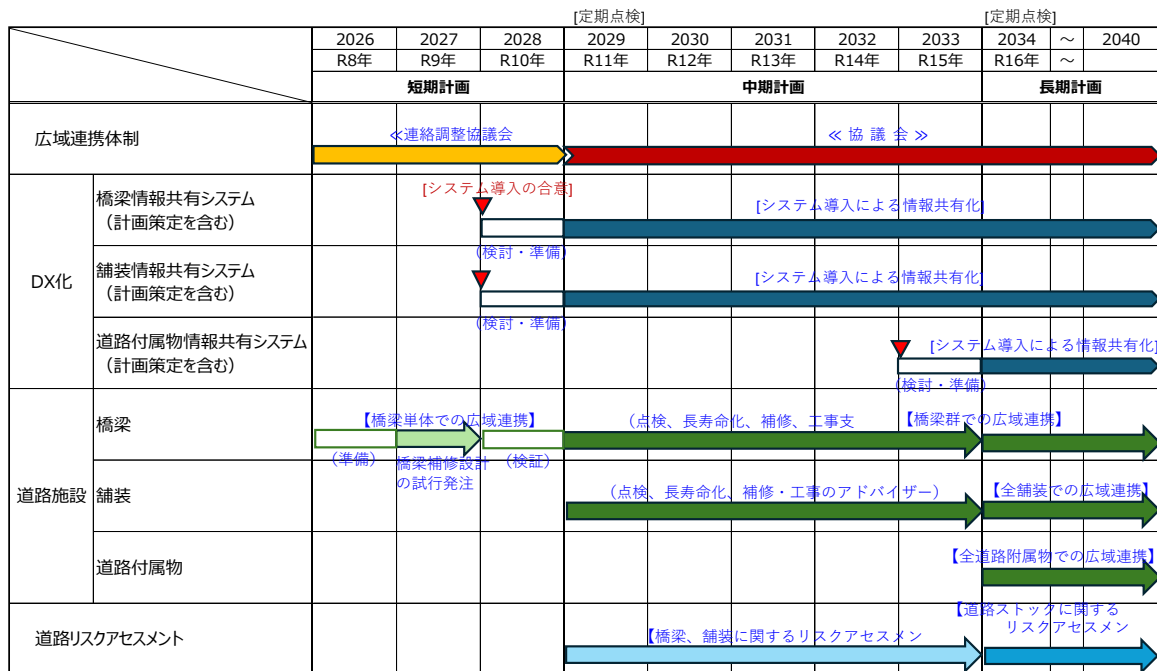 [定期点検] [定期点検]
2026 2027 2028 2029 2030 2031 2032 2033 2034 ～ 2040
R8年 R9年 R10年 R11年 R12年 R13年 R14年 R15年 R16年 ～
短期計画 中期計画 長期計画
広域連携体制
≪連絡調整協議会
≪ 協 議 会 ≫
DX化
橋梁情報共有システム
（計画策定を含む）
[システム導入の合意]
（検討・準備）
[システム導入による情報共有化]
舗装情報共有システム
（計画策定を含む）
（検討・準備）
[システム導入による情報共有化]
道路付属物情報共有システム
（計画策定を含む）
（検討・準備）
[システム導入による情報共有化]
道路施設
橋梁
【橋梁単体での広域連携】
（準備）
橋梁補修設計
の試行発注
（検証）
（点検、長寿命化、補修、工事支
【橋梁群での広域連携】
舗装
（点検、長寿命化、補修・工事のアドバイザー）
【全舗装での広域連携】
道路付属物
【全道路附属物での広域連携】
道路リスクアセスメント
【橋梁、舗装に関するリスクアセスメン
【道路ストックに関する
リスクアセスメン